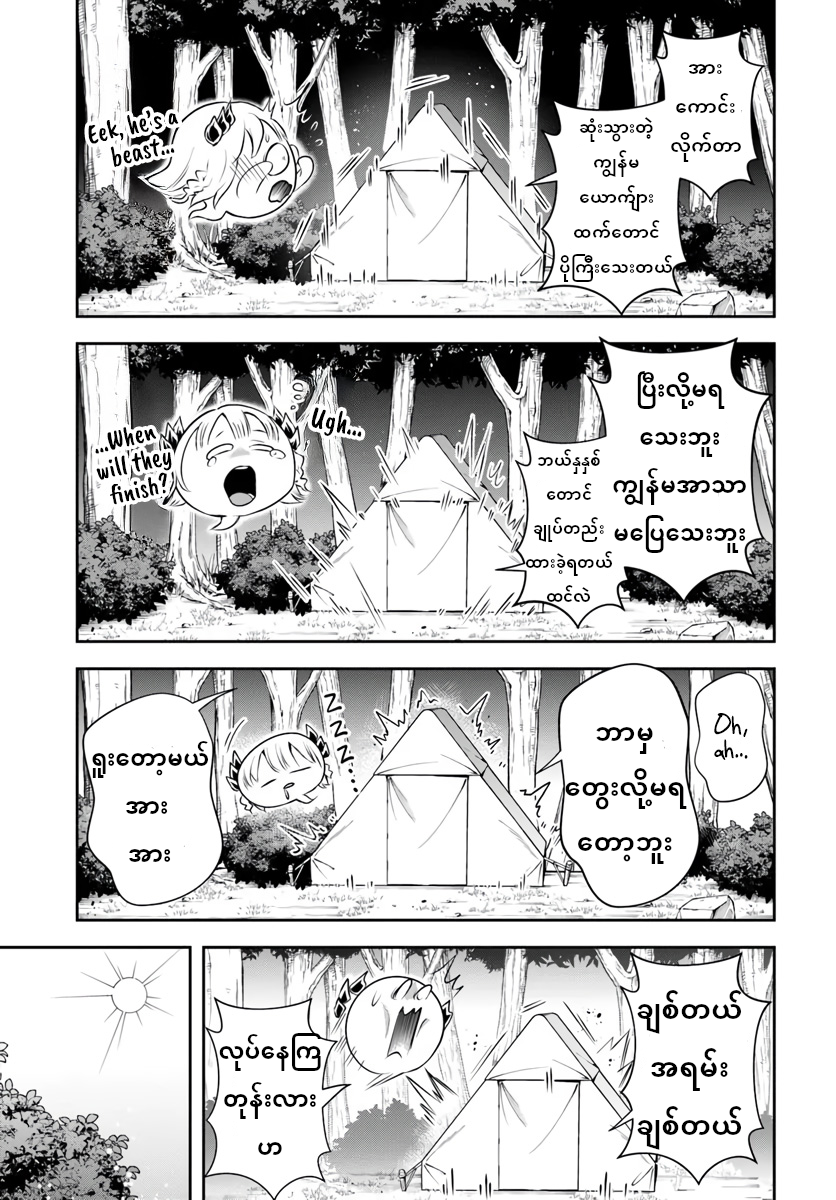 အား
ကောင်း
လိုက်တာ
ဆုံးသွားတဲ့
ကျွန်မ
ယောင်္ကျား
ထက်တောင်
ပိုကြီးသေးတယ်
Eek, he's a
beast...
ပြီးလို့မရ
သေးဘူး
ကျွန်မအာသာ
မပြေသေးဘူး
ဘယ်နှနှစ်
တောင်
ချုပ်တည်း
ထားခဲ့ရတယ်
ထင်လဲ
Ugh...
...When
will they
finish?
Oh,
ah...
ဘာမှ
တွေးလို့မရ
တော့ဘူး
ZZZ...
ရူးတော့မယ်
အား
အား
ချစ်တယ်
အရမ်း
ချစ်တယ်
လုပ်နေကြ
တုန်းလား
ဟ